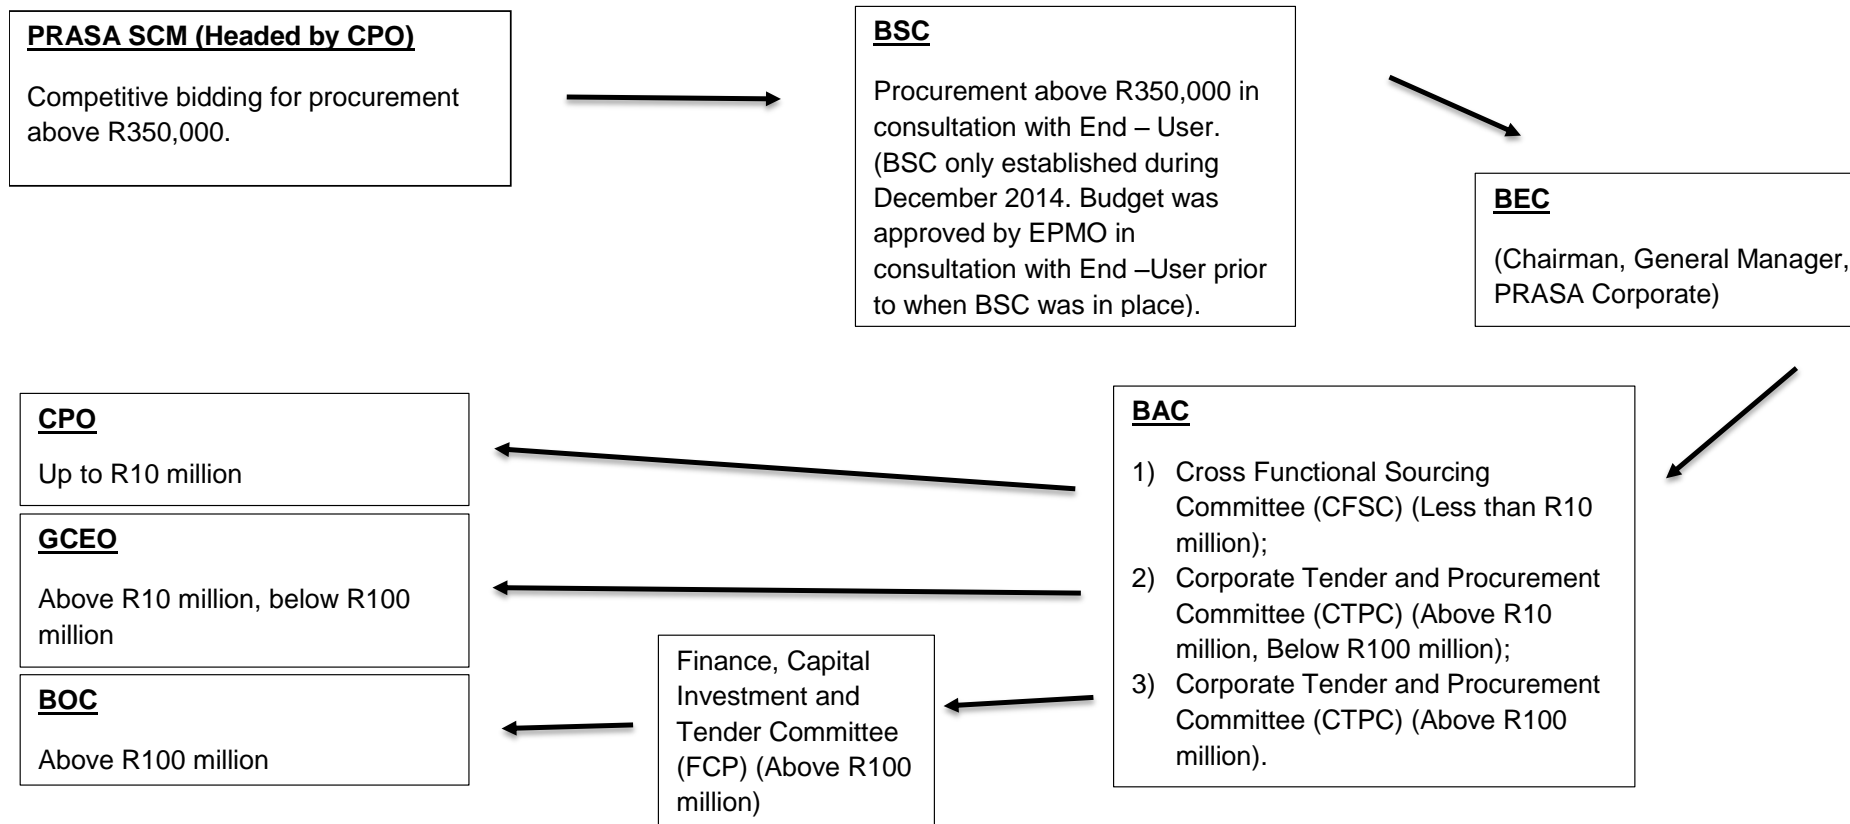 PRASA SCM (Headed by CPO)
Competitive bidding for procurement
above R350,000.
BSC
Procurement above R350,000 in
consultation with End – User.
(BSC only established during
December 2014. Budget was
approved by EPMO in
consultation with End –User prior
to when BSC was in place).
BEC
(Chairman, General Manager,
PRASA Corporate)
BAC
1) Cross Functional Sourcing
Committee (CFSC) (Less than R10
million);
2) Corporate Tender and Procurement
Committee (CTPC) (Above R10
million, Below R100 million);
3) Corporate Tender and Procurement
Committee (CTPC) (Above R100
million).
CPO
Up to R10 million
GCEO
Above R10 million, below R100
million
Finance, Capital
Investment and
Tender Committee
(FCP) (Above R100
million)
BOC
Above R100 million